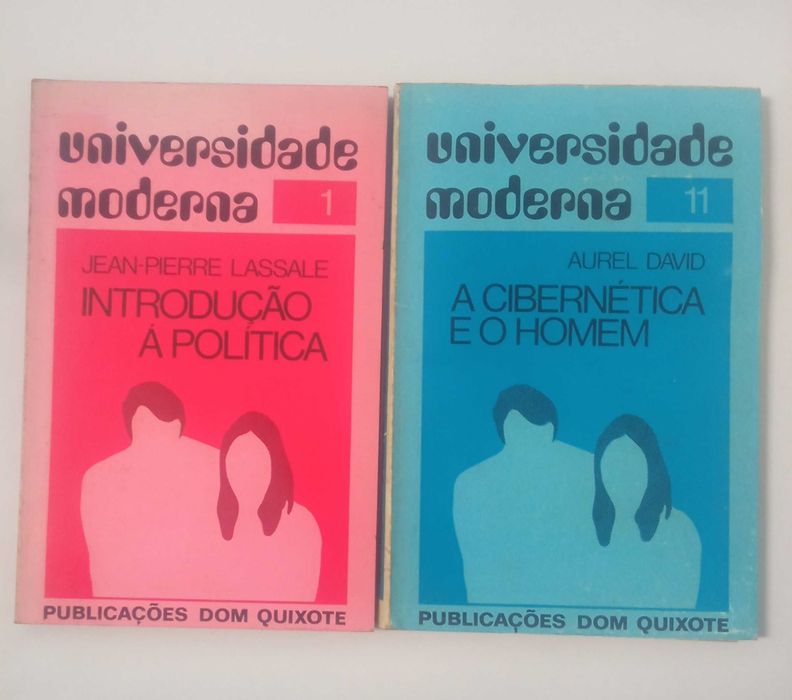 universidade
moderna 1
JEAN-PIERRE LASSALE
INTRODUÇÃO
Á POLÍTICA
PUBLICAÇÕES DOM QUIXOTE
universidade
moderna 11
AUREL DAVID
A CIBERNÉTICA
E O HOMEM
PUBLICAÇÕES DOM QUIXOTE